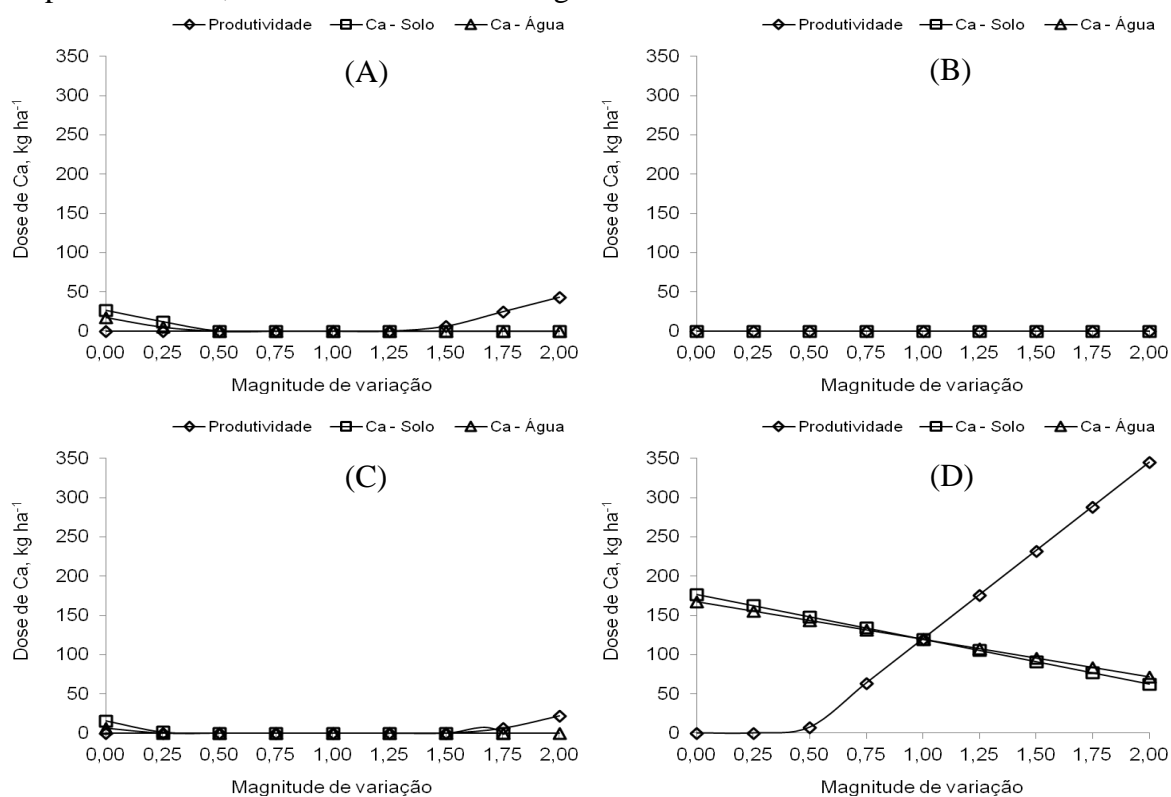 Produtividade Ca - Solo Ca - Água
(A)
350
300
250
200
150
100
50
0
Dose de Ca, kg ha⁻¹
0,00 0,25 0,50 0,75 1,00 1,25 1,50 1,75 2,00
Magnitude de variação
Produtividade Ca - Solo Ca - Água
(B)
350
300
250
200
150
100
50
0
Dose de Ca, kg ha⁻¹
0,00 0,25 0,50 0,75 1,00 1,25 1,50 1,75 2,00
Magnitude de variação
Produtividade Ca - Solo Ca - Água
(C)
350
300
250
200
150
100
50
0
Dose de Ca, kg ha⁻¹
0,00 0,25 0,50 0,75 1,00 1,25 1,50 1,75 2,00
Magnitude de variação
Produtividade Ca - Solo Ca - Água
(D)
350
300
250
200
150
100
50
0
Dose de Ca, kg ha⁻¹
0,00 0,25 0,50 0,75 1,00 1,25 1,50 1,75 2,00
Magnitude de variação